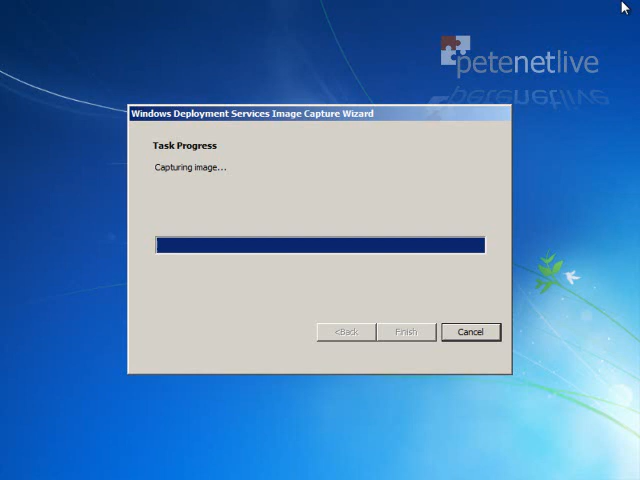 petenetlive
Windows Deployment Services Image Capture Wizard
Task Progress
Capturing image...
<Back
Finish
Cancel